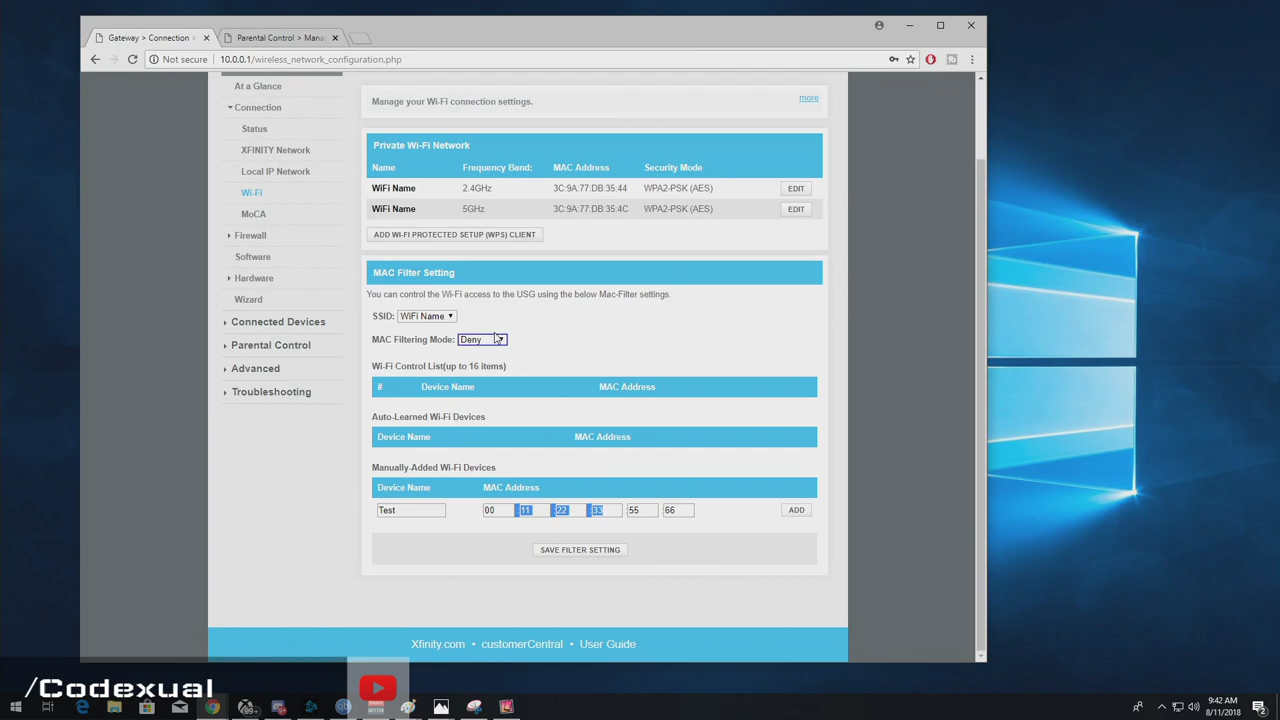 Gateway > Connection >
Parental Control > Mana
Not secure
10.0.0.1/wireless_network_configuration.php
At a Glance
Connection
Status
XFINITY Network
Local IP Network
Wi-Fi
MoCA
Firewall
Software
Hardware
Wizard
Connected Devices
Parental Control
Advanced
Troubleshooting
Manage your Wi-Fi connection settings.
more
Private Wi-Fi Network
Name Frequency Band: MAC Address Security Mode
WiFi Name 2.4GHz 3C:9A:77:DB:35:44 WPA2-PSK (AES) EDIT
WiFi Name 5GHz 3C:9A:77:DB:35:4C WPA2-PSK (AES) EDIT
ADD WI-FI PROTECTED SETUP (WPS) CLIENT
MAC Filter Setting
You can control the Wi-Fi access to the USG using the below Mac-Filter settings.
SSID: WiFi Name
MAC Filtering Mode: Deny
Wi-Fi Control List(up to 16 items)
# Device Name MAC Address
Auto-Learned Wi-Fi Devices
Device Name MAC Address
Manually-Added Wi-Fi Devices
Device Name MAC Address
Test 00 :11 :22 :33 :55 :66 ADD
SAVE FILTER SETTING
Xfinity.com • customerCentral • User Guide
/Codexual
99+
9:42 AM
8/11/2018
2